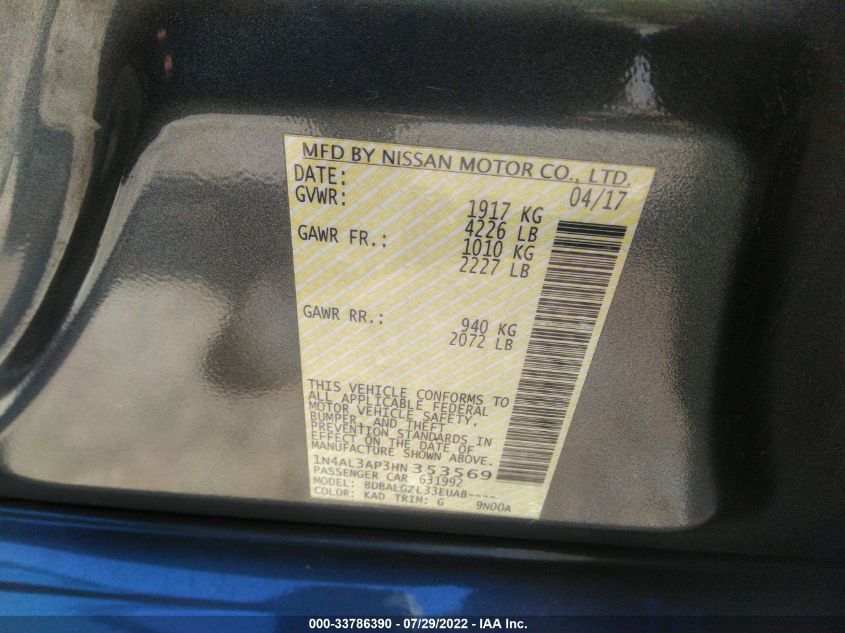 MFD BY NISSAN MOTOR CO., LTD.
DATE: 04/17
GVWR: 1917 KG
4226 LB
GAWR FR.: 1010 KG
2227 LB
GAWR RR.: 940 KG
2072 LB
THIS VEHICLE CONFORMS TO
ALL APPLICABLE FEDERAL
MOTOR VEHICLE SAFETY,
BUMPER, AND THEFT
PREVENTION STANDARDS IN
EFFECT ON THE DATE OF
MANUFACTURE SHOWN ABOVE.
1N4AL3AP3HN353569
PASSENGER CAR 631992
MODEL: BDBALGZL33EUAB----
COLOR: KAD TRIM: G 9N00A
000-33786390 - 07/29/2022 - IAA Inc.